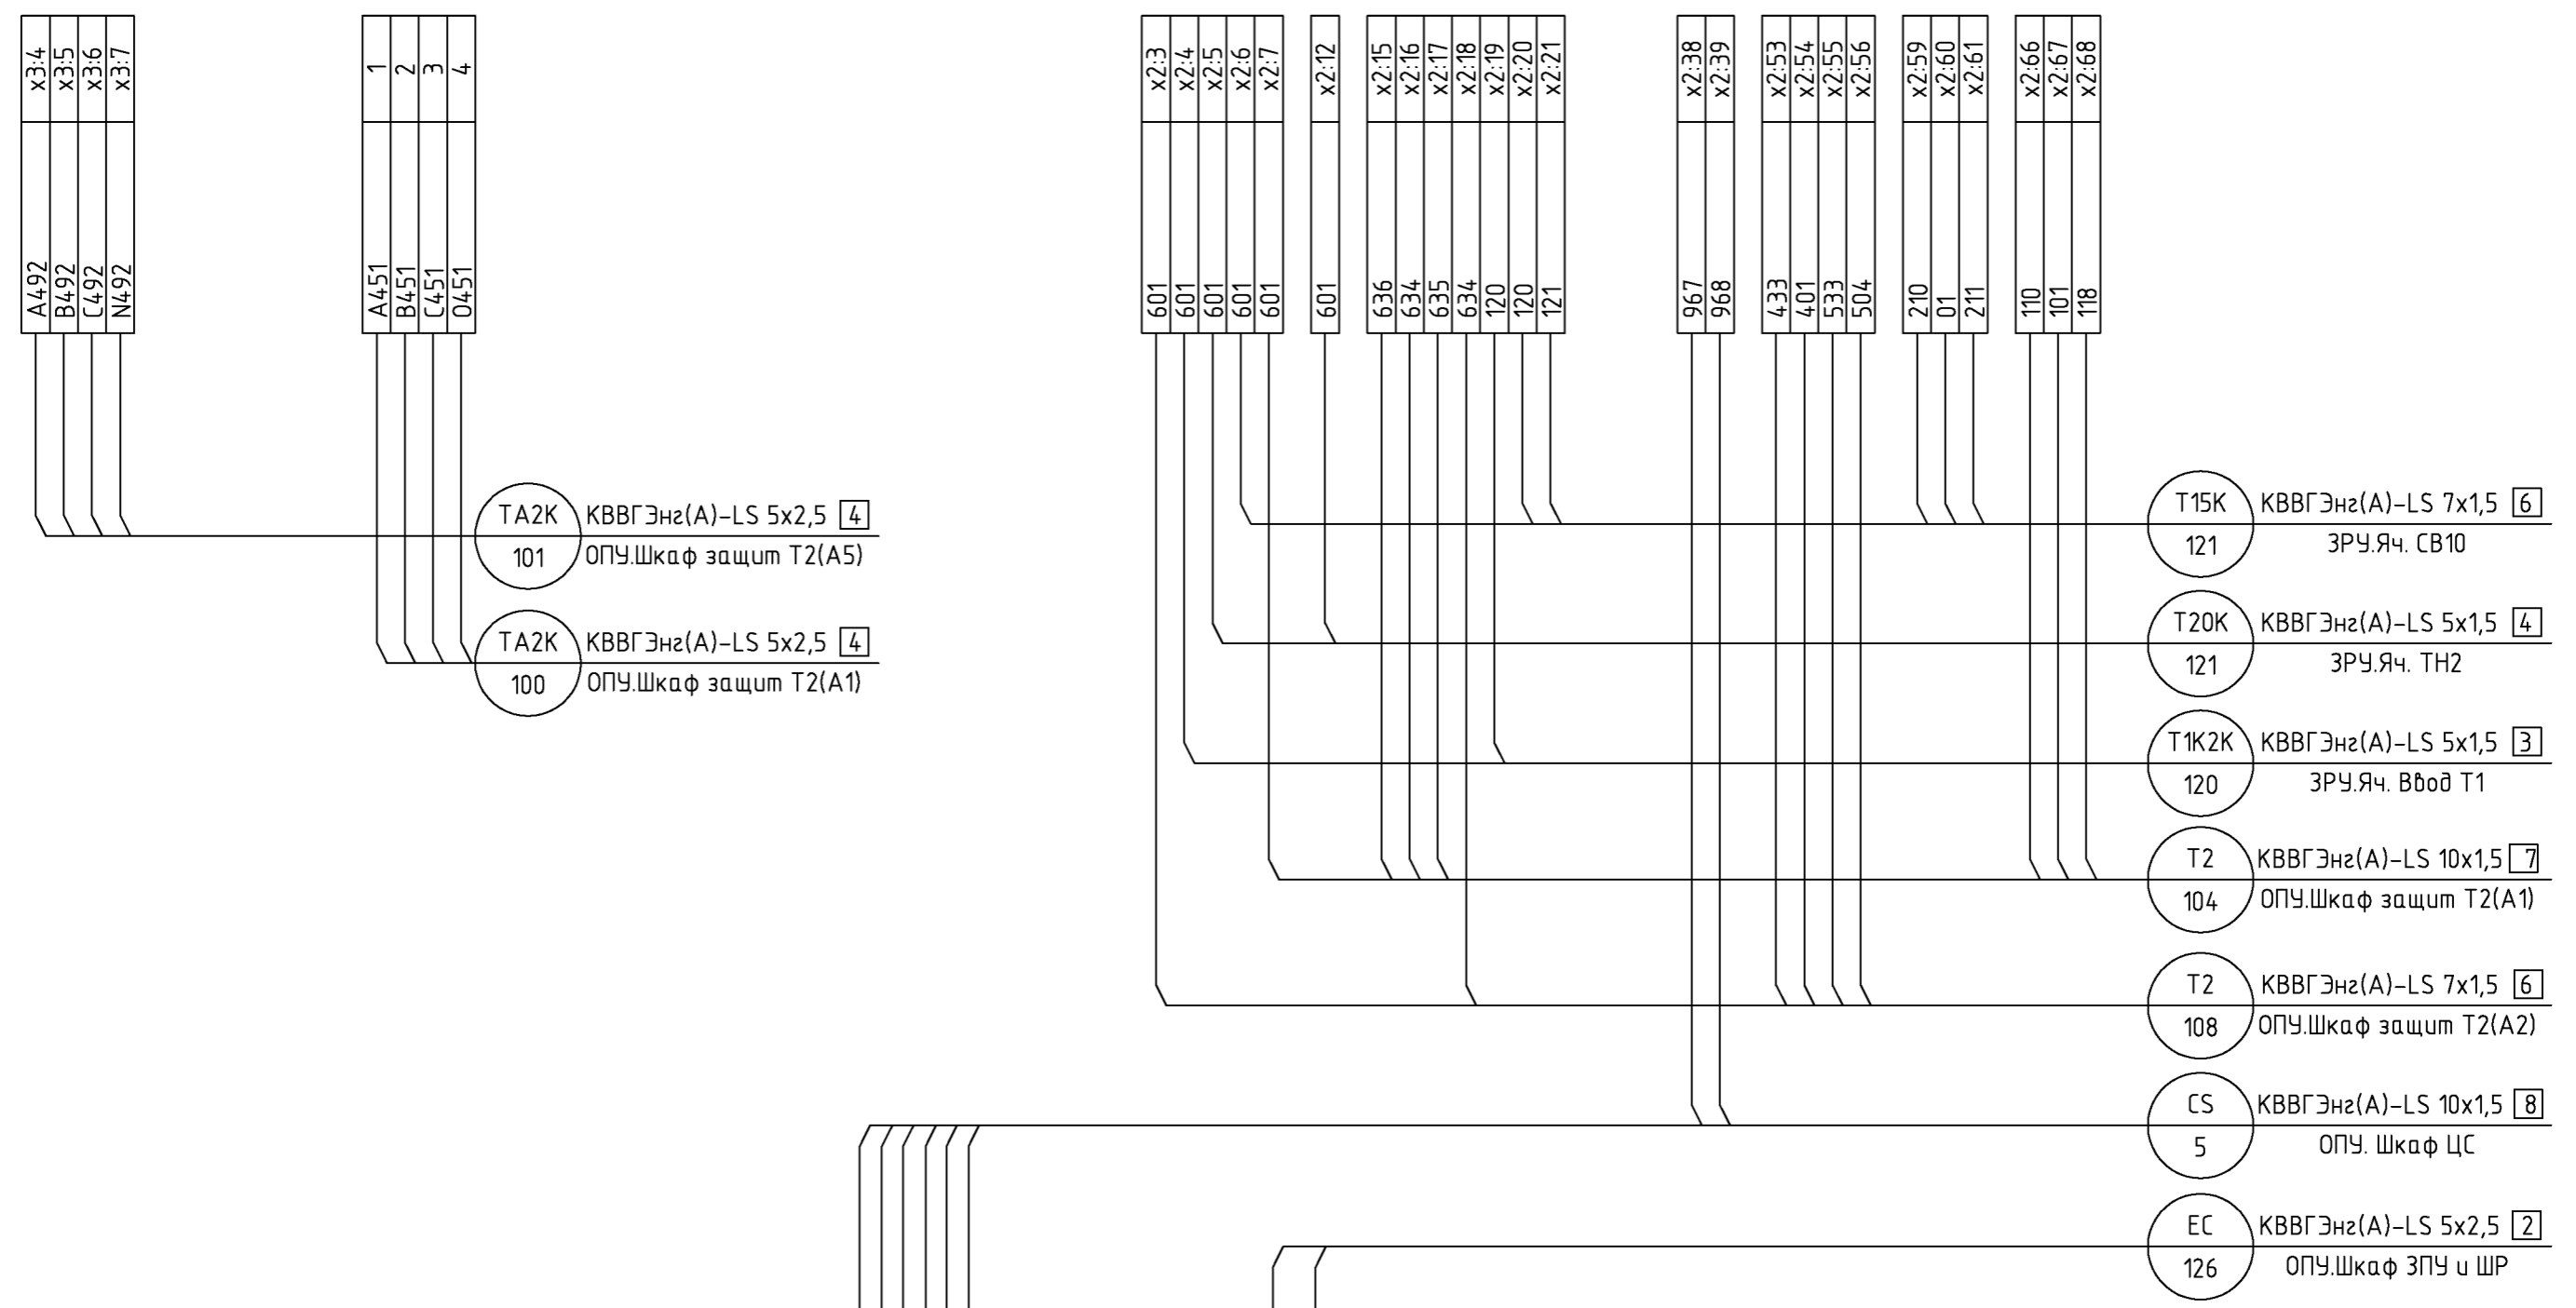 x3:4 x3:5 x3:6 x3:7
A492 B492 C492 N492
1 2 3 4
A451 B451 C451 O451
x2:3 x2:4 x2:5 x2:6 x2:7
601 601 601 601 601
x2:12
601
x2:15 x2:16 x2:17 x2:18 x2:19 x2:20 x2:21
636 634 635 634 120 120 121
x2:38 x2:39
967 968
x2:53 x2:54 x2:55 x2:56
433 401 533 504
x2:59 x2:60 x2:61
210 01 211
x2:66 x2:67 x2:68
110 101 118
TA2K КВВГЭнг(А)-LS 5x2,5 4
101 ОПУ.Шкаф защит Т2(А5)
TA2K КВВГЭнг(А)-LS 5x2,5 4
100 ОПУ.Шкаф защит Т2(А1)
T15K КВВГЭнг(А)-LS 7x1,5 6
121 ЗРУ.Яч. СВ10
T20K КВВГЭнг(А)-LS 5x1,5 4
121 ЗРУ.Яч. ТН2
T1K2K КВВГЭнг(А)-LS 5x1,5 3
120 ЗРУ.Яч. Ввод Т1
T2 КВВГЭнг(А)-LS 10x1,5 7
104 ОПУ.Шкаф защит Т2(А1)
T2 КВВГЭнг(А)-LS 7x1,5 6
108 ОПУ.Шкаф защит Т2(А2)
CS КВВГЭнг(А)-LS 10x1,5 8
5 ОПУ. Шкаф ЦС
EC КВВГЭнг(А)-LS 5x2,5 2
126 ОПУ.Шкаф ЗПУ и ШР